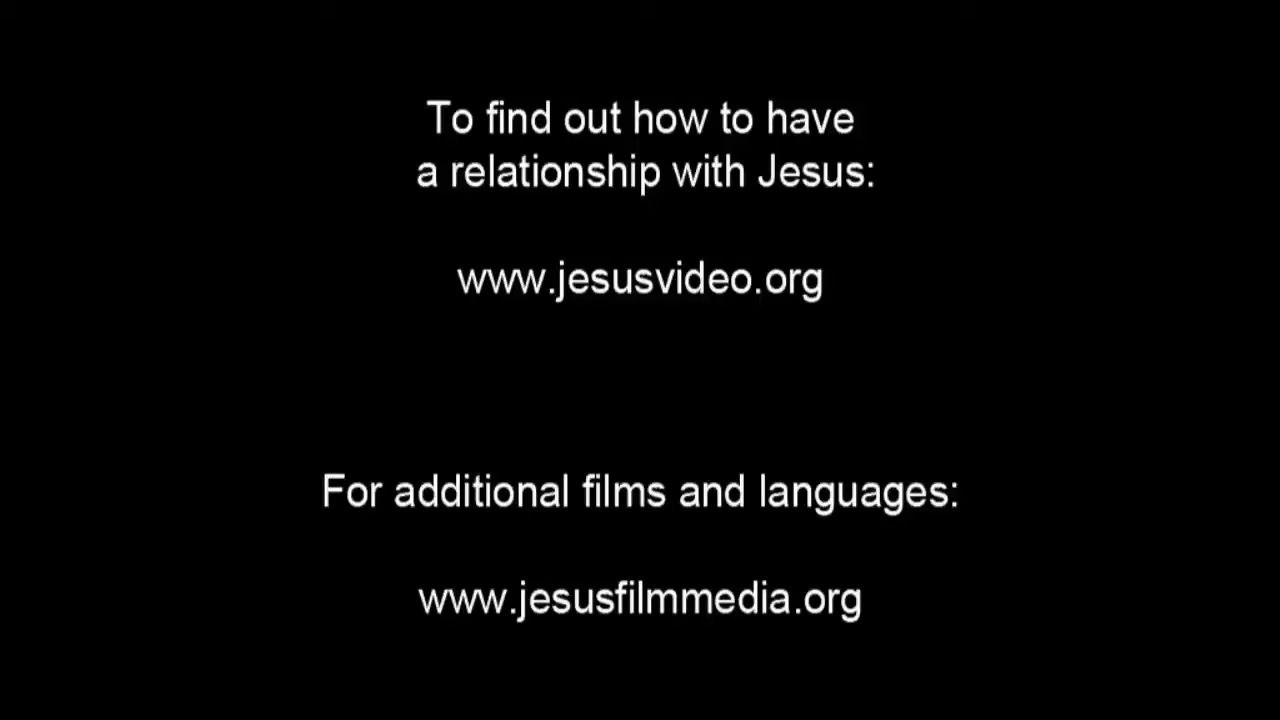 To find out how to have
a relationship with Jesus:
www.jesusvideo.org
For additional films and languages:
www.jesusfilmmedia.org